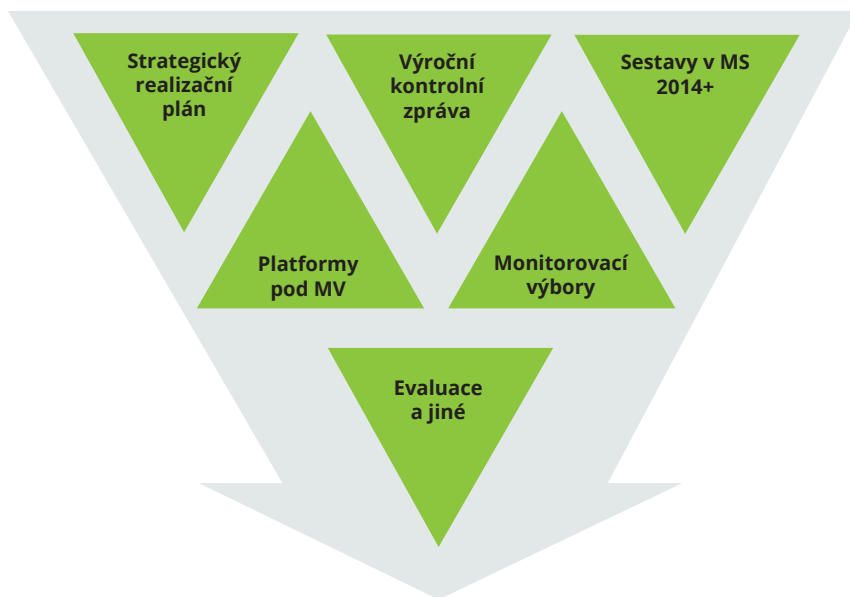 Strategický
realizační
plán
Výroční
kontrolní
zpráva
Sestavy v MS
2014+
Platformy
pod MV
Monitorovací
výbory
Evaluace
a jiné